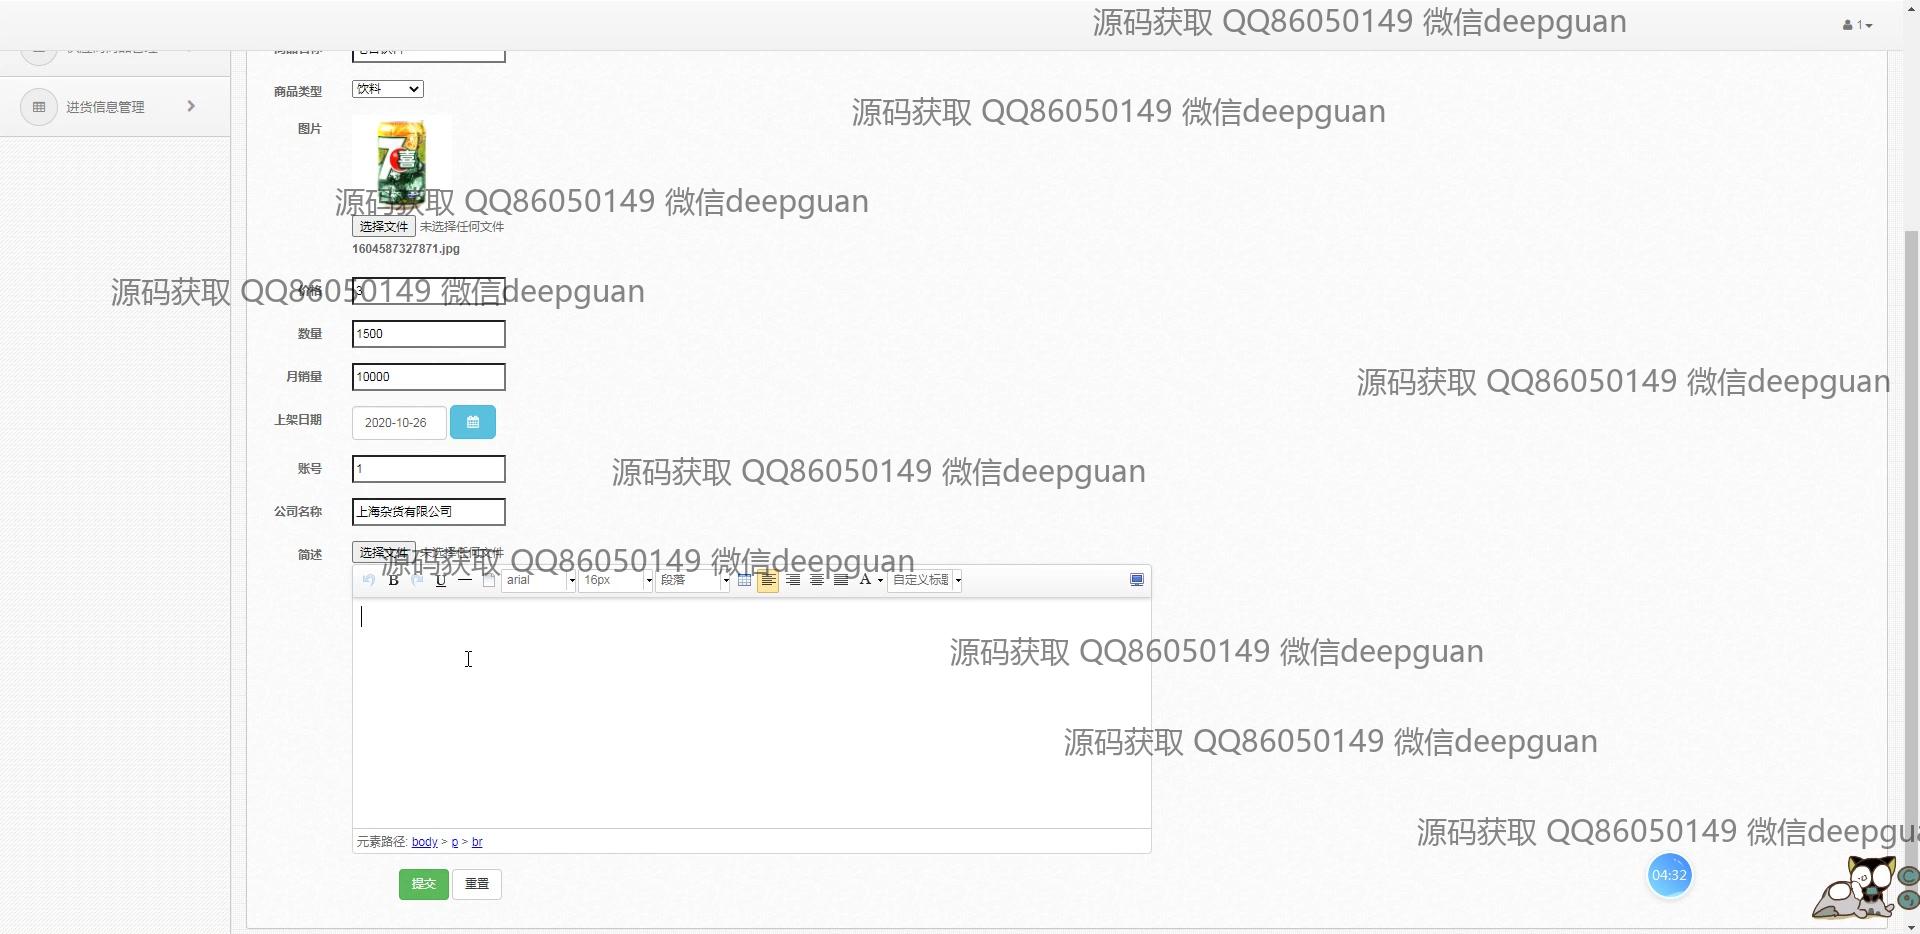 源码获取 QQ86050149 微信deepguan
1
进货信息管理
商品类型
饮料
源码获取 QQ86050149 微信deepguan
图片
7喜
源码获取 QQ86050149 微信deepguan
选择文件 未选择任何文件
1604587327871.jpg
源码获取 QQ86050149 微信deepguan
价格 3
数量 1500
月销量 10000
源码获取 QQ86050149 微信deepguan
上架日期 2020-10-26
账号 1
源码获取 QQ86050149 微信deepguan
公司名称 上海杂货有限公司
简述 选择文件 未选择任何文件
源码获取 QQ86050149 微信deepguan
B U arial 16px 段落 A 自定义标题
源码获取 QQ86050149 微信deepguan
源码获取 QQ86050149 微信deepguan
源码获取 QQ86050149 微信deepgu
元素路径: body > p > br
提交 重置
04:32